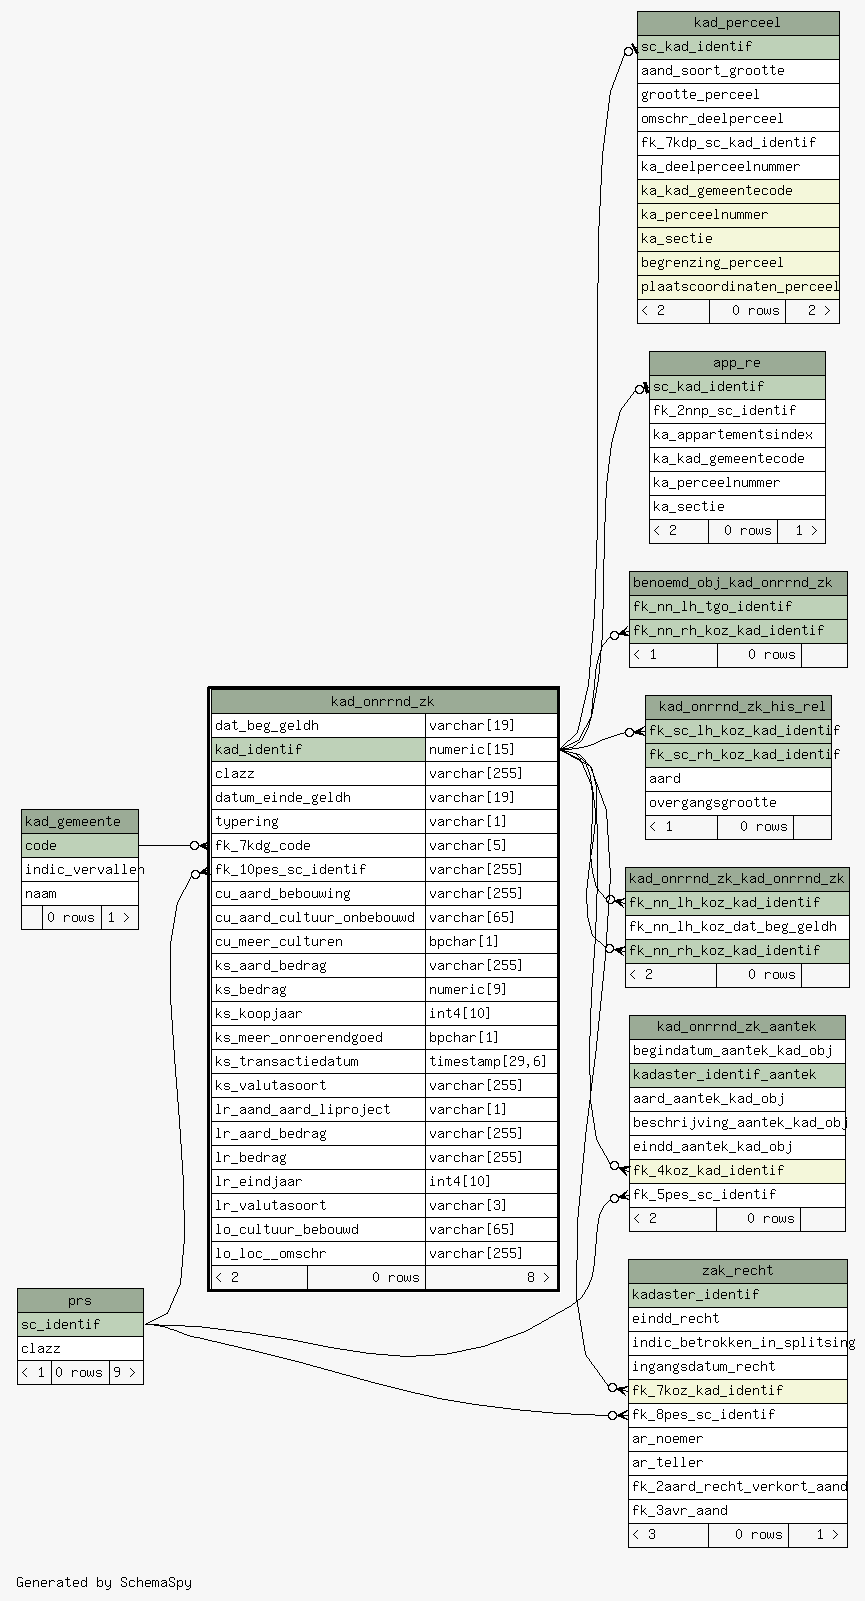 kad_perceel
sc_kad_identif
aand_soort_grootte
grootte_perceel
omschr_deelperceel
fk_7kdp_sc_kad_identif
ka_deelperceelnummer
ka_kad_gemeentecode
ka_perceelnummer
ka_sectie
begrenzing_perceel
plaatscoordinaten_perceel
< 2 0 rows 2 >
app_re
sc_kad_identif
fk_2nnp_sc_identif
ka_appartementsindex
ka_kad_gemeentecode
ka_perceelnummer
ka_sectie
< 2 0 rows 1 >
benoemd_obj_kad_onrrnd_zk
fk_nn_lh_tgo_identif
fk_nn_rh_koz_kad_identif
< 1 0 rows
kad_onrrnd_zk_his_rel
fk_sc_lh_koz_kad_identif
fk_sc_rh_koz_kad_identif
aard
overgangsgrootte
< 1 0 rows
kad_onrrnd_zk
dat_beg_geldh varchar[19]
kad_identif numeric[15]
clazz varchar[255]
datum_einde_geldh varchar[19]
typering varchar[1]
fk_7kdg_code varchar[5]
fk_10pes_sc_identif varchar[255]
cu_aard_bebouwing varchar[255]
cu_aard_cultuur_onbebouwd varchar[65]
cu_meer_culturen bpchar[1]
ks_aard_bedrag varchar[255]
ks_bedrag numeric[9]
ks_koopjaar int4[10]
ks_meer_onroerendgoed bpchar[1]
ks_transactiedatum timestamp[29,6]
ks_valutasoort varchar[255]
lr_aand_aard_liproject varchar[1]
lr_aard_bedrag varchar[255]
lr_bedrag varchar[255]
lr_eindjaar int4[10]
lr_valutasoort varchar[3]
lo_cultuur_bebouwd varchar[65]
lo_loc__omschr varchar[255]
< 2 0 rows 8 >
kad_gemeente
code
indic_vervallen
naam
0 rows 1 >
kad_onrrnd_zk_kad_onrrnd_zk
fk_nn_lh_koz_kad_identif
fk_nn_lh_koz_dat_beg_geldh
fk_nn_rh_koz_kad_identif
< 2 0 rows
kad_onrrnd_zk_aantek
begindatum_aantek_kad_obj
kadaster_identif_aantek
aard_aantek_kad_obj
beschrijving_aantek_kad_obj
eindd_aantek_kad_obj
fk_4koz_kad_identif
fk_5pes_sc_identif
< 2 0 rows
prs
sc_identif
clazz
< 1 0 rows 9 >
zak_recht
kadaster_identif
eindd_recht
indic_betrokken_in_splitsing
ingangsdatum_recht
fk_7koz_kad_identif
fk_8pes_sc_identif
ar_noemer
ar_teller
fk_2aard_recht_verkort_aand
fk_3avr_aand
< 3 0 rows 1 >
Generated by SchemaSpy